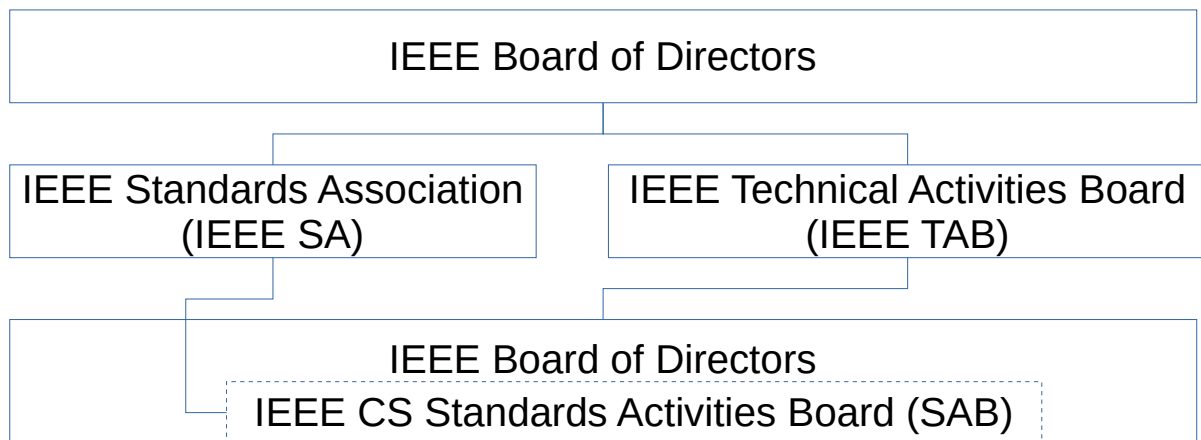 IEEE Board of Directors
IEEE Standards Association
(IEEE SA)
IEEE Technical Activities Board
(IEEE TAB)
IEEE Board of Directors
IEEE CS Standards Activities Board (SAB)